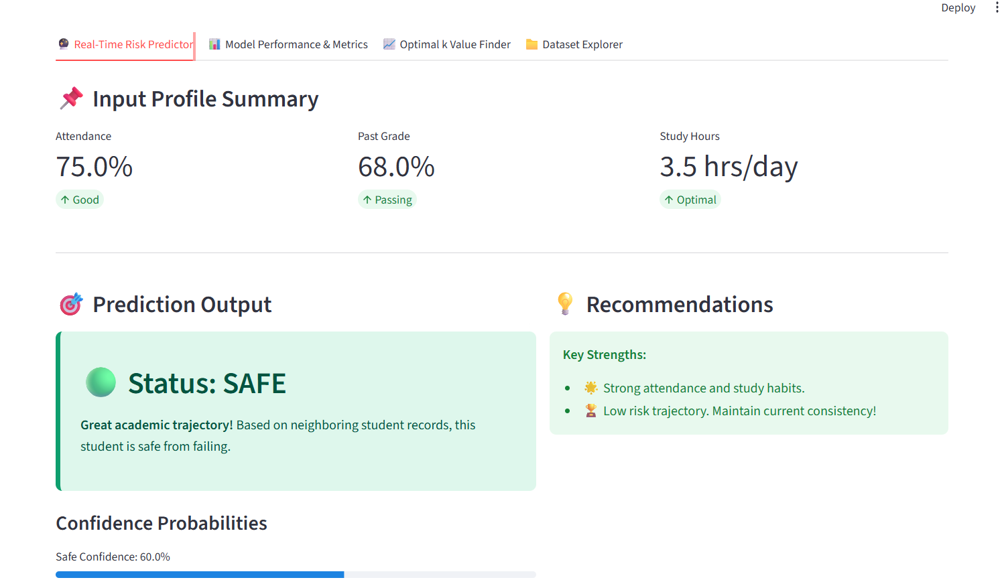 Deploy
Real-Time Risk Predictor
Model Performance & Metrics
Optimal k Value Finder
Dataset Explorer
Input Profile Summary
Attendance
75.0%
↑ Good
Past Grade
68.0%
↑ Passing
Study Hours
3.5 hrs/day
↑ Optimal
Prediction Output
Status: SAFE
Great academic trajectory! Based on neighboring student records, this
student is safe from failing.
Recommendations
Key Strengths:
Strong attendance and study habits.
Low risk trajectory. Maintain current consistency!
Confidence Probabilities
Safe Confidence: 60.0%